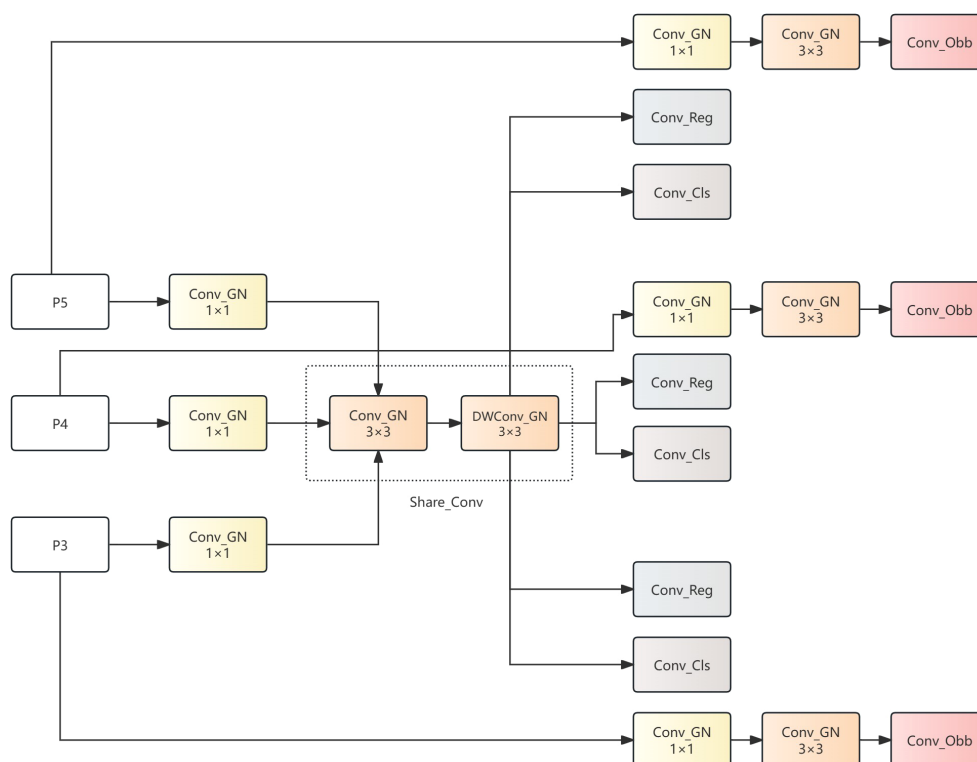 Conv_GN
1×1
Conv_GN
3×3
Conv_Obb
Conv_Reg
Conv_Cls
P5
Conv_GN
1×1
Conv_GN
1×1
Conv_GN
3×3
Conv_Obb
Conv_Reg
P4
Conv_GN
1×1
Conv_GN
3×3
DWConv_GN
3×3
Conv_Cls
Share_Conv
P3
Conv_GN
1×1
Conv_Reg
Conv_Cls
Conv_GN
1×1
Conv_GN
3×3
Conv_Obb